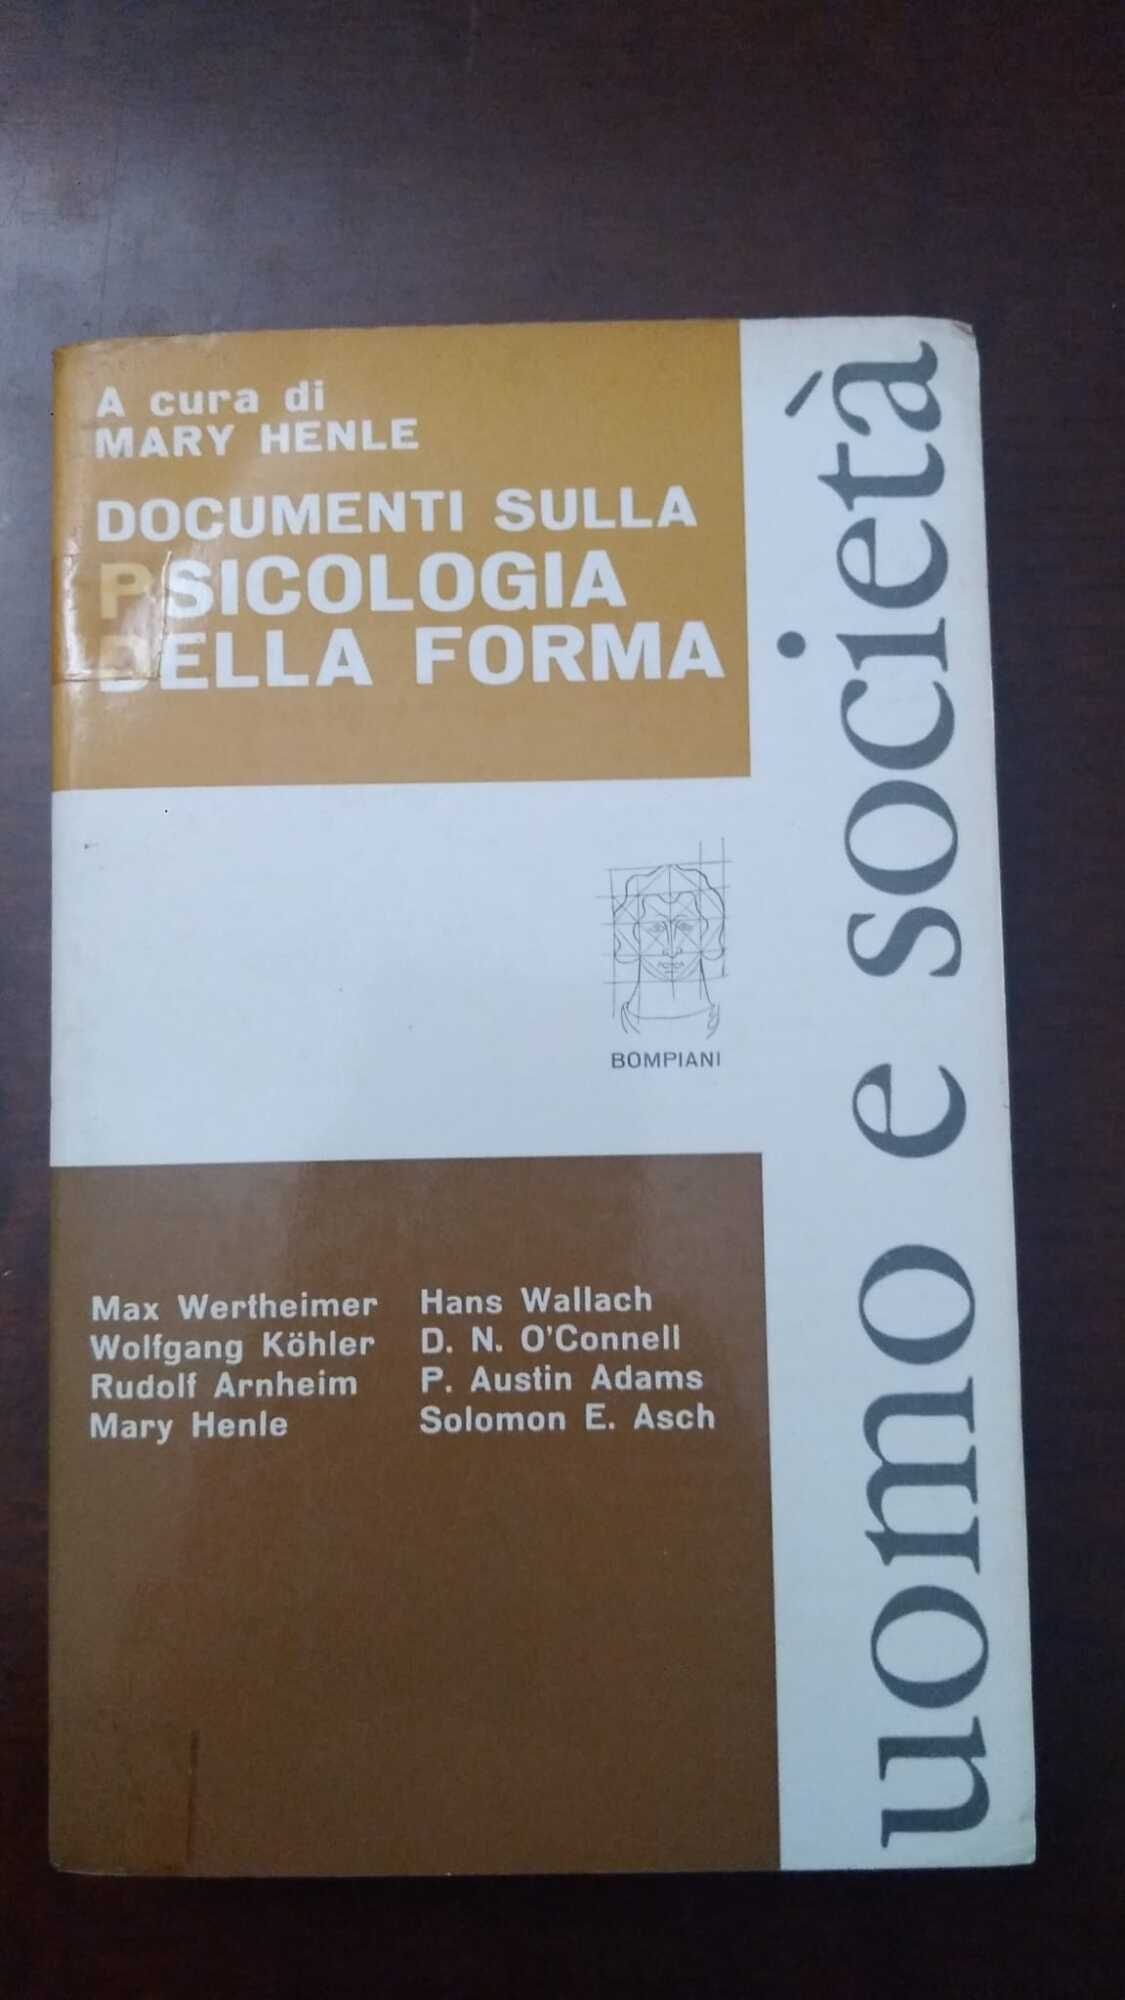 A cura di
MARY HENLE
DOCUMENTI SULLA
PSICOLOGIA
DELLA FORMA
BOMPIANI
Max Wertheimer
Wolfgang Köhler
Rudolf Arnheim
Mary Henle
Hans Wallach
D. N. O'Connell
P. Austin Adams
Solomon E. Asch
uomo e società